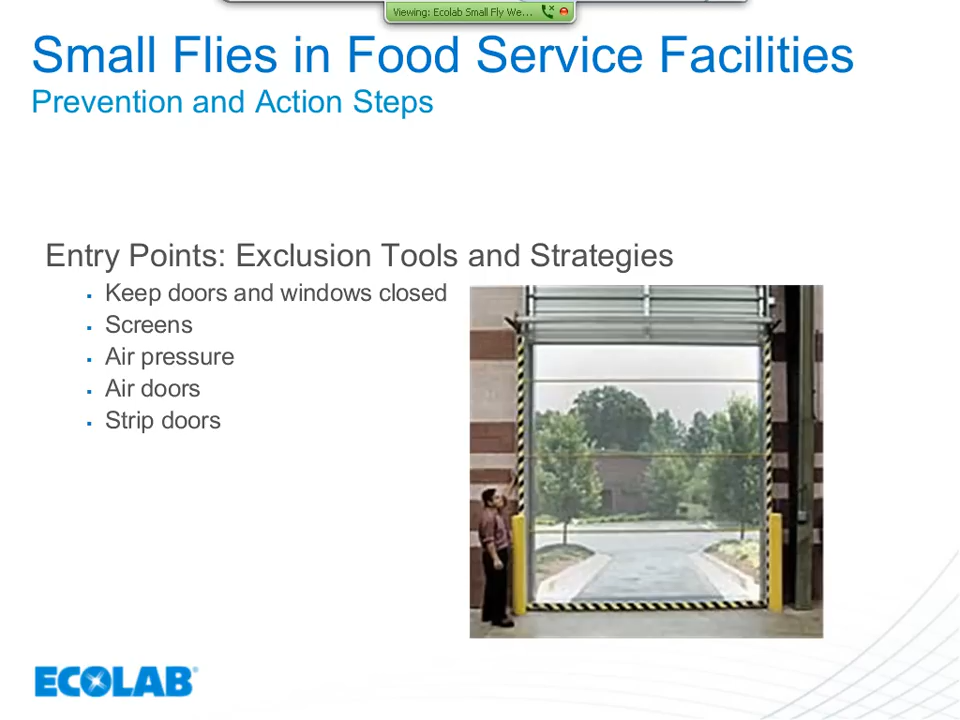 Viewing: Ecolab Small Fly We...
Small Flies in Food Service Facilities
Prevention and Action Steps
Entry Points: Exclusion Tools and Strategies
▪ Keep doors and windows closed
▪ Screens
▪ Air pressure
▪ Air doors
▪ Strip doors
ECOLAB®